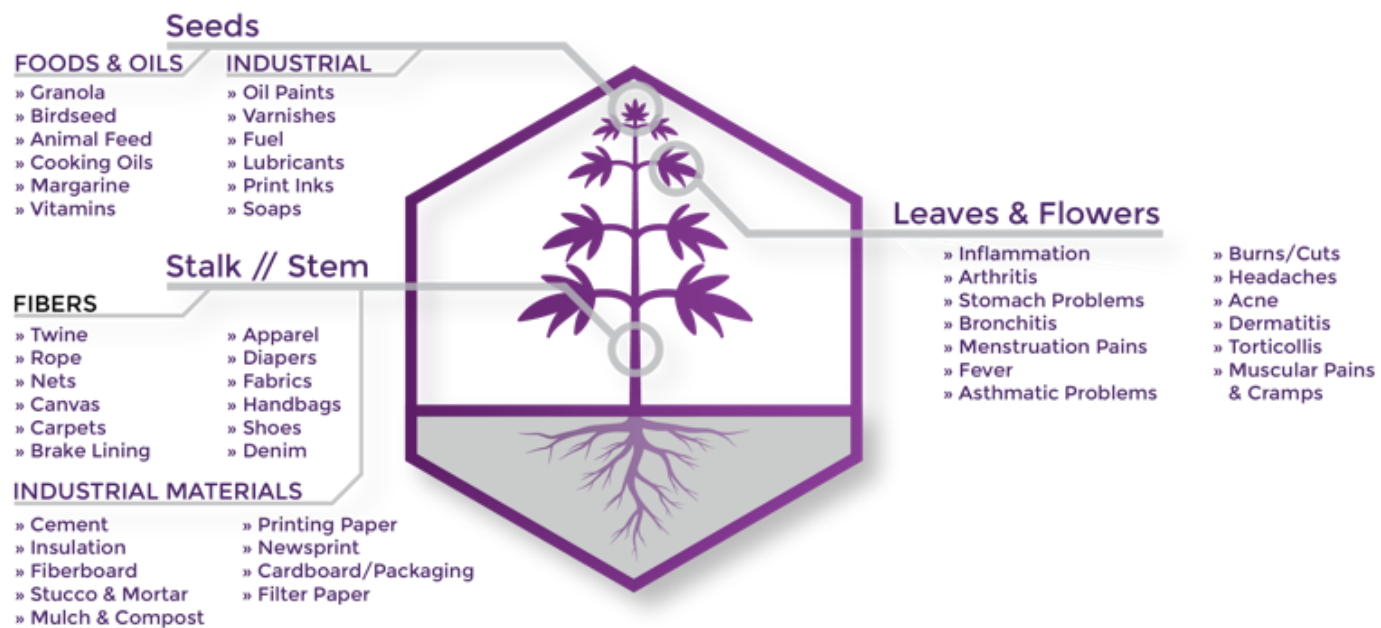 Seeds
FOODS & OILS
» Granola
» Birdseed
» Animal Feed
» Cooking Oils
» Margarine
» Vitamins
INDUSTRIAL
» Oil Paints
» Varnishes
» Fuel
» Lubricants
» Print Inks
» Soaps
Stalk // Stem
FIBERS
» Twine
» Rope
» Nets
» Canvas
» Carpets
» Brake Lining
» Apparel
» Diapers
» Fabrics
» Handbags
» Shoes
» Denim
INDUSTRIAL MATERIALS
» Cement
» Insulation
» Fiberboard
» Stucco & Mortar
» Mulch & Compost
» Printing Paper
» Newsprint
» Cardboard/Packaging
» Filter Paper
Leaves & Flowers
» Inflammation
» Arthritis
» Stomach Problems
» Bronchitis
» Menstruation Pains
» Fever
» Asthmatic Problems
» Burns/Cuts
» Headaches
» Acne
» Dermatitis
» Torticollis
» Muscular Pains
& Cramps